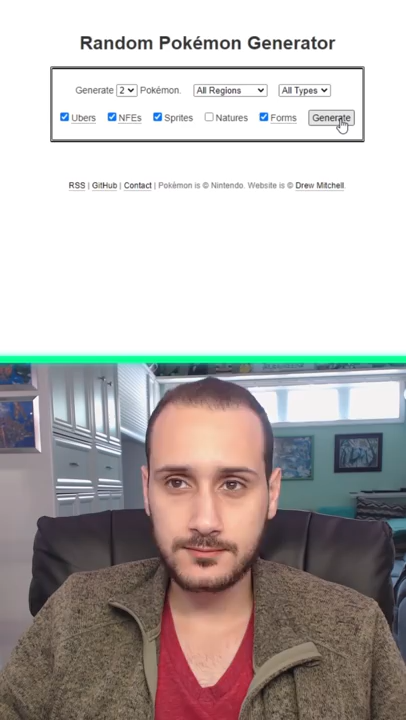 Random Pokémon Generator
Generate 2 Pokémon. All Regions All Types
Ubers NFEs Sprites Natures Forms Generate
RSS | GitHub | Contact | Pokémon is © Nintendo. Website is © Drew Mitchell.